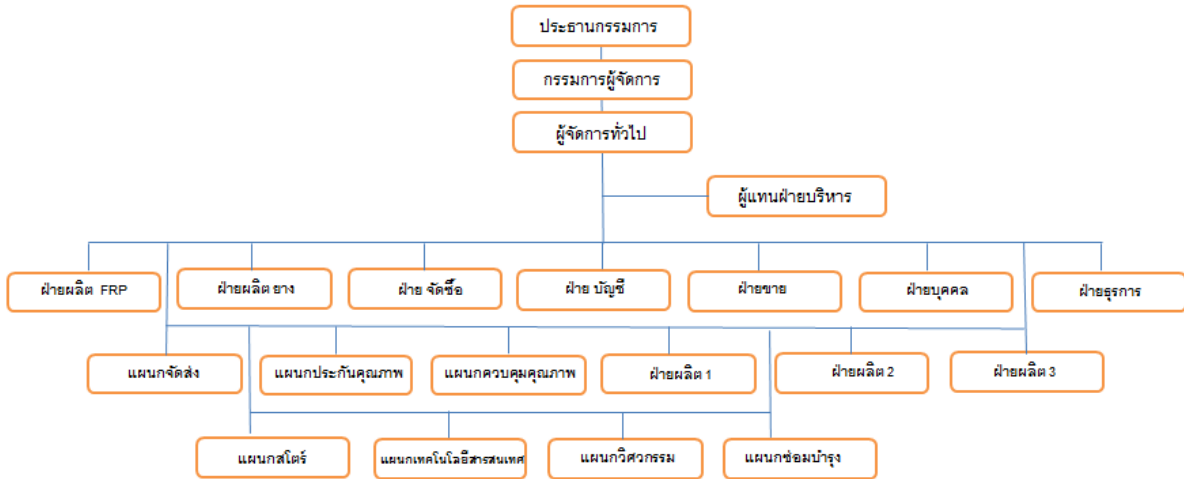 ประธานกรรมการ
กรรมการผู้จัดการ
ผู้จัดการทั่วไป
ผู้แทนฝ่ายบริหาร
ฝ่ายผลิต FRP
ฝ่ายผลิต ยาง
ฝ่าย จัดซื้อ
ฝ่าย บัญชี
ฝ่ายขาย
ฝ่ายบุคคล
ฝ่ายธุรการ
แผนกจัดส่ง
แผนกประกันคุณภาพ
แผนกควบคุมคุณภาพ
ฝ่ายผลิต 1
ฝ่ายผลิต 2
ฝ่ายผลิต 3
แผนกสโตร์
แผนกเทคโนโลยีสารสนเทศ
แผนกวิศวกรรม
แผนกซ่อมบำรุง